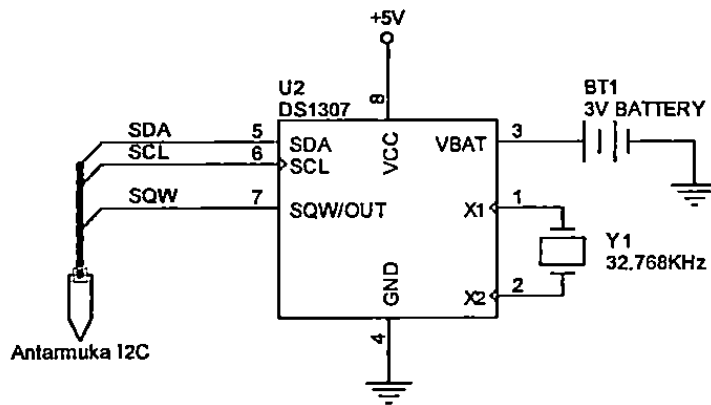 +5V
U2
DS1307
8
BT1
3V BATTERY
SDA
5
SDA
VCC
VBAT
3
SCL
6
SCL
SQW
7
SQW/OUT
X1
1
Y1
32.768KHz
GND
X2
2
4
Antarmuka I2C